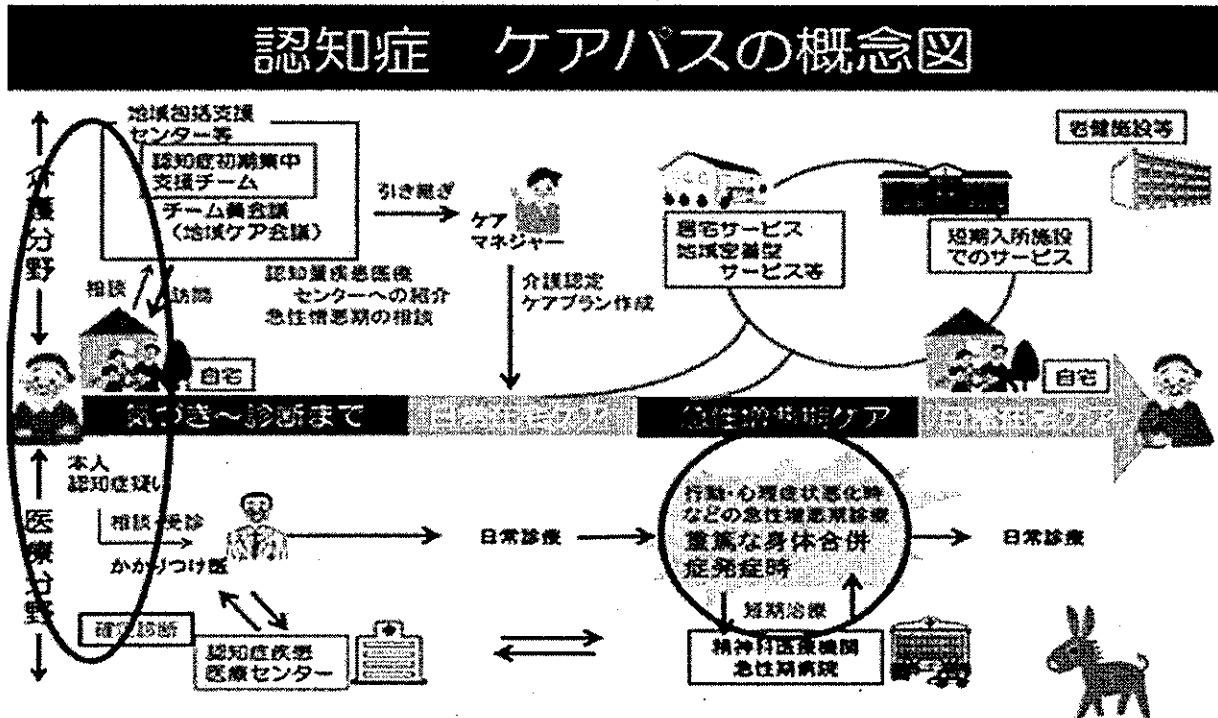 認知症 ケアパスの概念図
地域包括支援
センター等
認知症初期集中
支援チーム
チーム員会議
(地域ケア会議)
引き継ぎ
ケア
マネジャー
居宅サービス
地域密着型
サービス等
短期入所施設
でのサービス
老健施設等
介護分野
相談
訪問
認知症疾患医療
センターへの紹介
急性増悪期の相談
介護認定
ケアプラン作成
自宅
自宅
気づき~診断まで
日常在宅ケア
急性増悪期ケア
日常在宅ケア
本人
認知症疑い
医療分野
相談・受診
かかりつけ医
日常診療
行動・心理症状悪化時
などの急性増悪期診療
重篤な身体合併
症発症時
日常診療
確定診断
認知症疾患
医療センター
短期治療
精神科医療機関
急性期病院